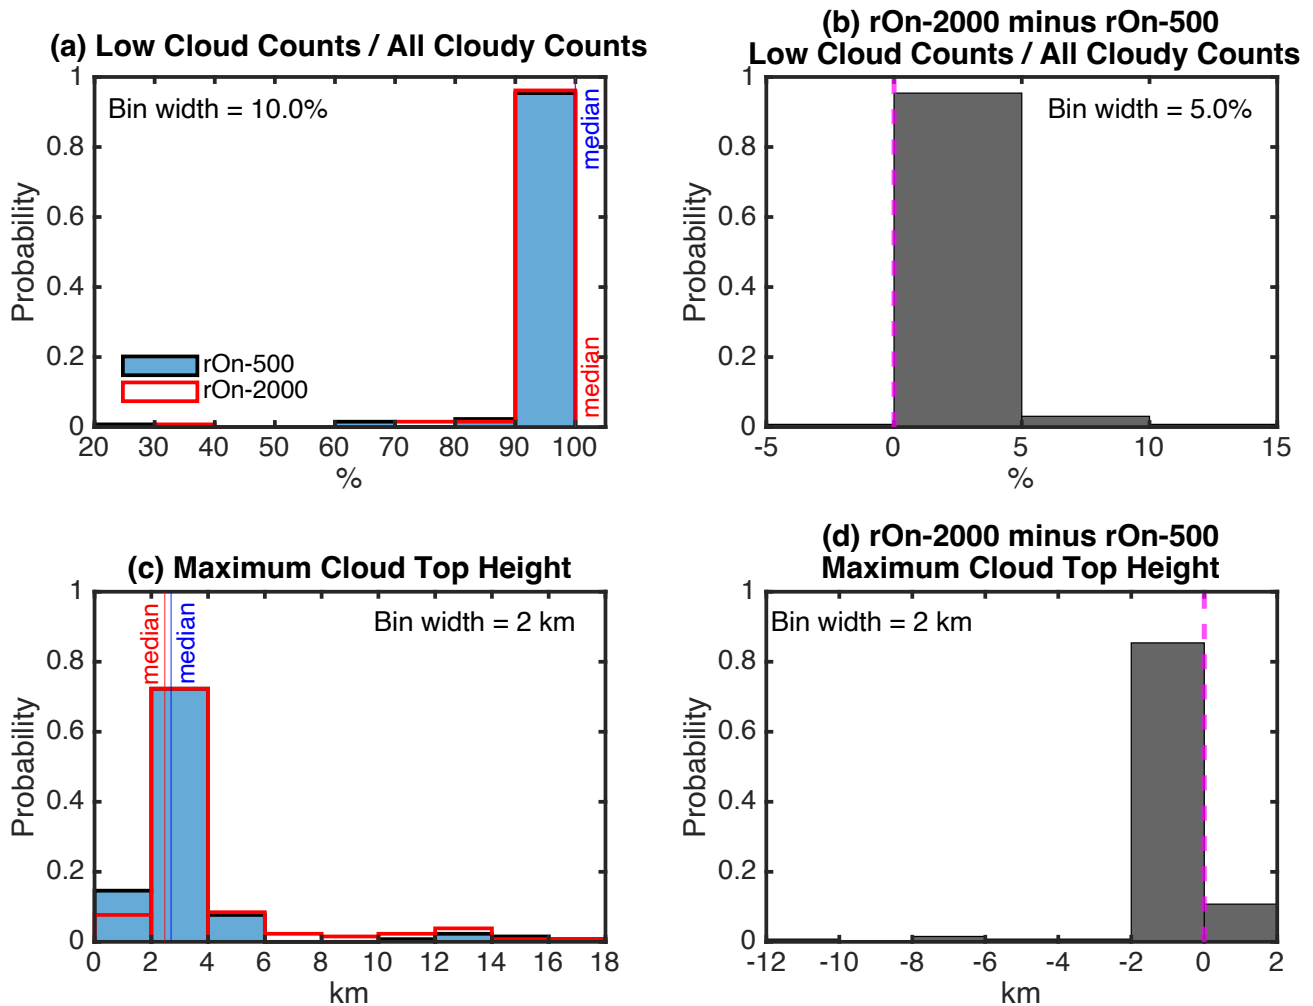 (a) Low Cloud Counts / All Cloudy Counts
Bin width = 10.0%
median
median
rOn-500
rOn-2000
Probability
1
0.8
0.6
0.4
0.2
0
20 30 40 50 60 70 80 90 100
%
(b) rOn-2000 minus rOn-500
Low Cloud Counts / All Cloudy Counts
Bin width = 5.0%
Probability
1
0.8
0.6
0.4
0.2
0
-5 0 5 10 15
%
(c) Maximum Cloud Top Height
median
median
Bin width = 2 km
Probability
1
0.8
0.6
0.4
0.2
0
0 2 4 6 8 10 12 14 16 18
km
(d) rOn-2000 minus rOn-500
Maximum Cloud Top Height
Bin width = 2 km
Probability
1
0.8
0.6
0.4
0.2
0
-12 -10 -8 -6 -4 -2 0 2
km